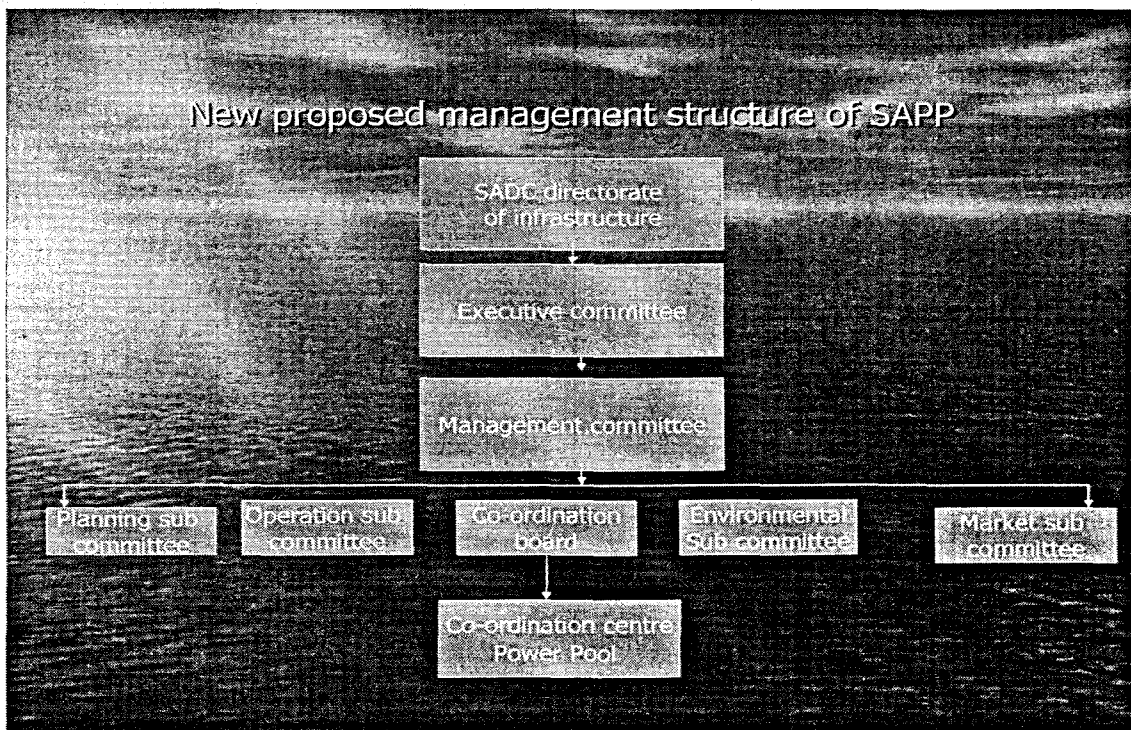 New proposed management structure of SAPP
SADC directorate
of infrastructure
Executive committee
Management committee
Planning sub
committee
Operation sub
committee
Co-ordination
board
Environmental
Sub committee
Market sub
committee
Co-ordination centre
Power Pool